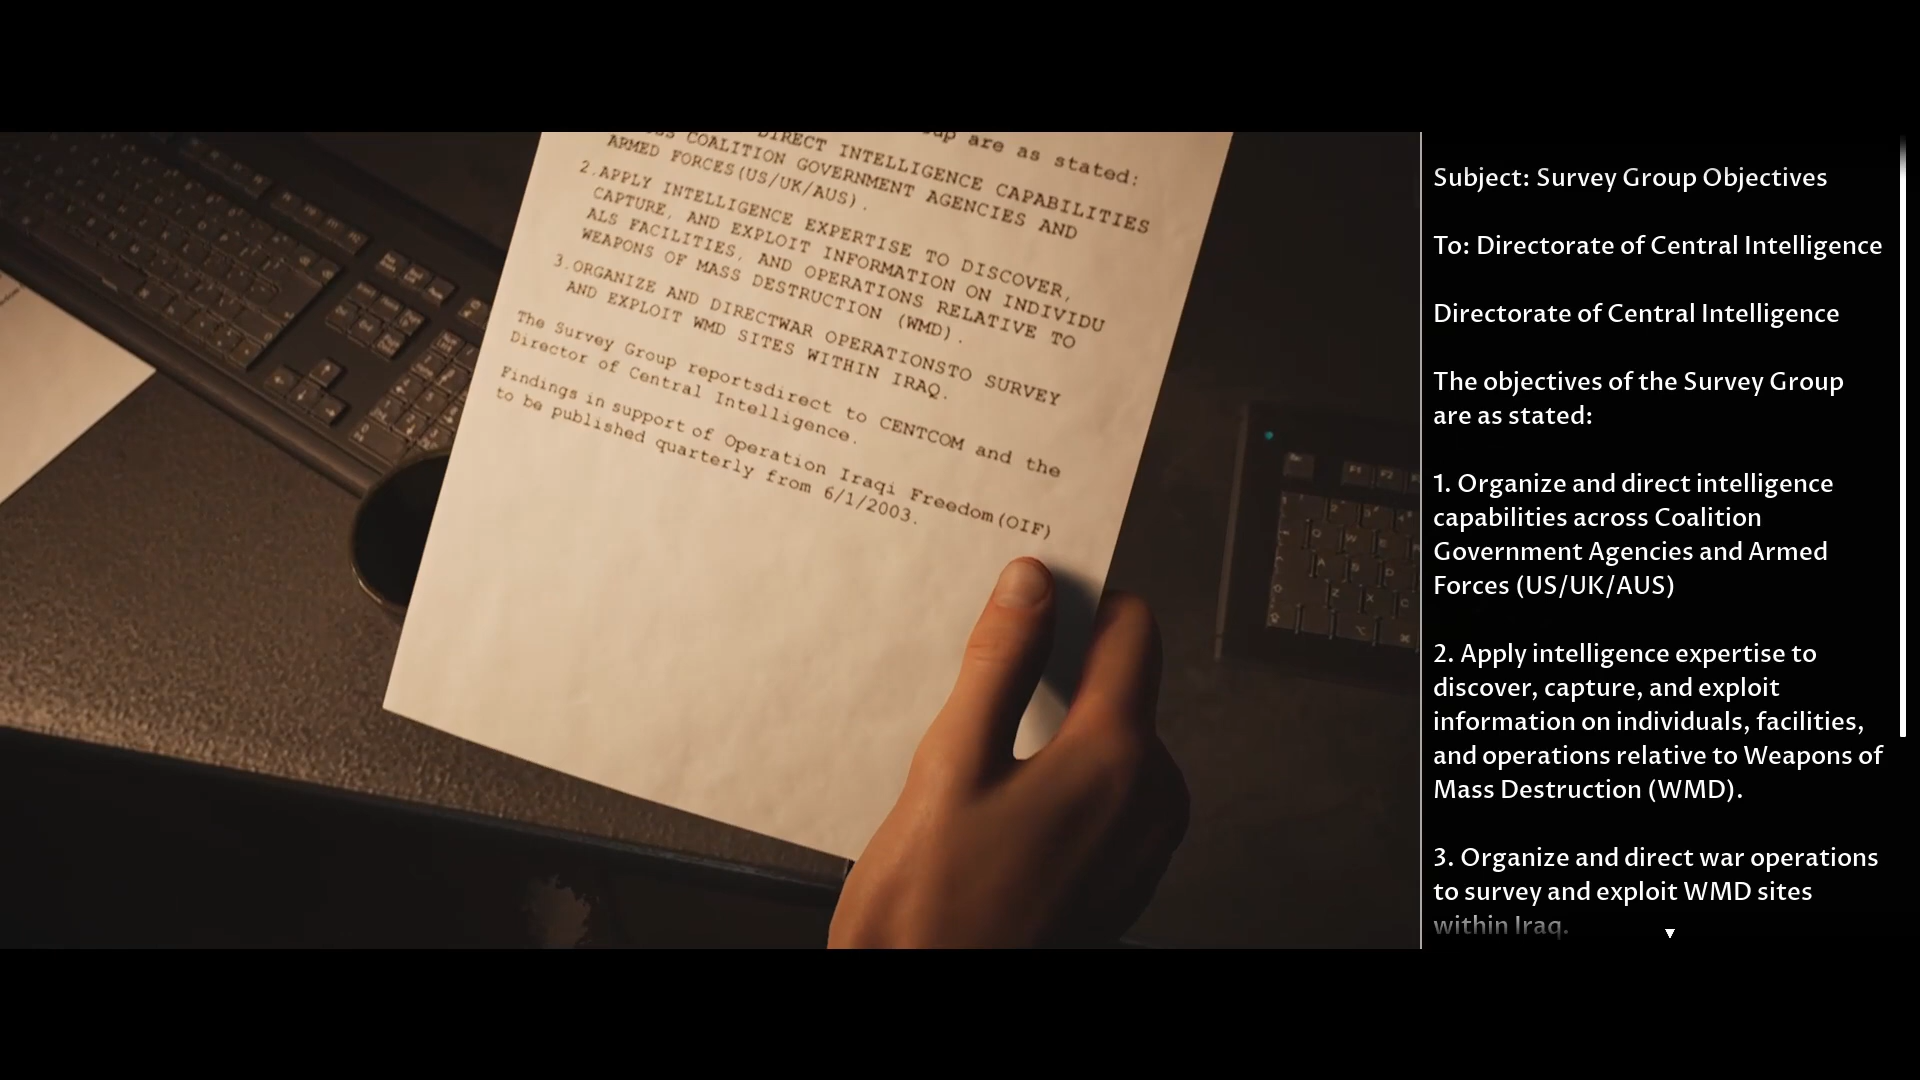 up are as stated:
DIRECT INTELLIGENCE CAPABILITIES
COALITION GOVERNMENT AGENCIES AND
ARMED FORCES(US/UK/AUS).
2.APPLY INTELLIGENCE EXPERTISE TO DISCOVER,
CAPTURE, AND EXPLOIT INFORMATION ON INDIVIDU
ALS FACILITIES, AND OPERATIONS RELATIVE TO
WEAPONS OF MASS DESTRUCTION (WMD).
3.ORGANIZE AND DIRECTWAR OPERATIONSTO SURVEY
AND EXPLOIT WMD SITES WITHIN IRAQ.
The Survey Group reportsdirect to CENTCOM and the
Director of Central Intelligence.
Findings in support of Operation Iraqi Freedom(OIF)
to be published quarterly from 6/1/2003.
Subject: Survey Group Objectives
To: Directorate of Central Intelligence
Directorate of Central Intelligence
The objectives of the Survey Group
are as stated:
1. Organize and direct intelligence
capabilities across Coalition
Government Agencies and Armed
Forces (US/UK/AUS)
2. Apply intelligence expertise to
discover, capture, and exploit
information on individuals, facilities,
and operations relative to Weapons of
Mass Destruction (WMD).
3. Organize and direct war operations
to survey and exploit WMD sites
within Iraq.